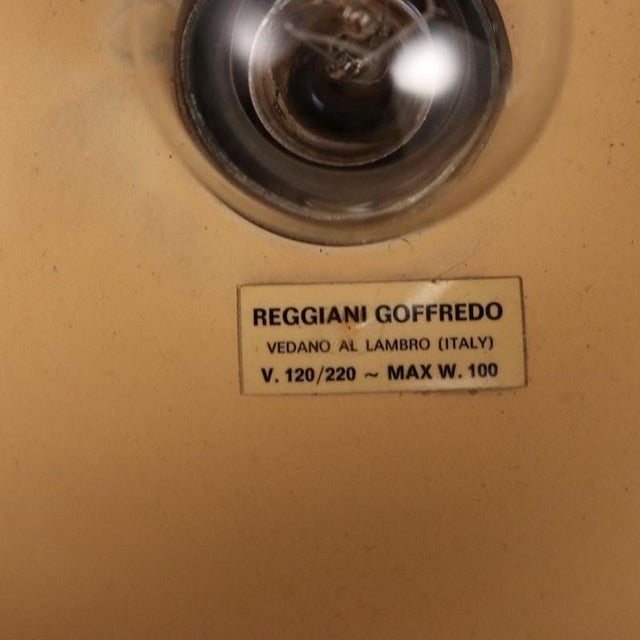 REGGIANI GOFFREDO
VEDANO AL LAMBRO (ITALY)
V. 120/220 ~ MAX W. 100